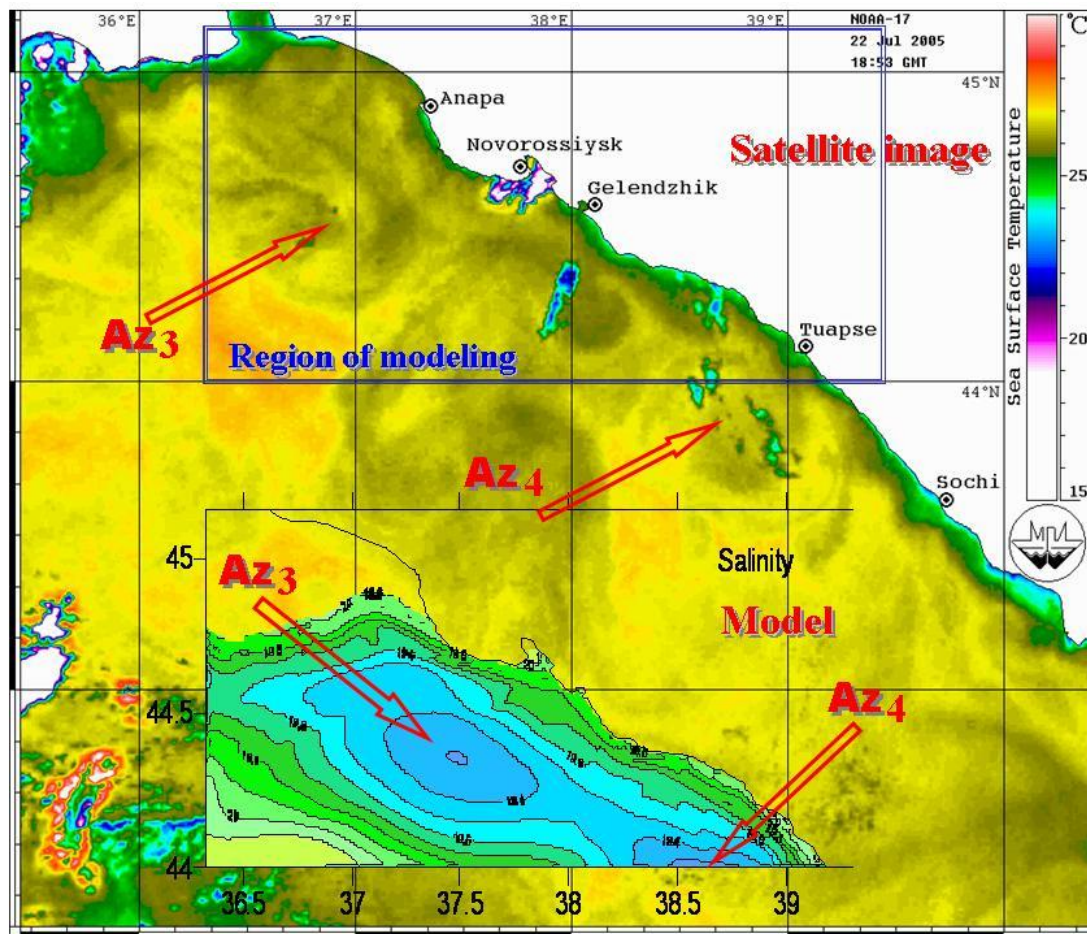 36°E 37°E 38°E 39°E NOAA-17 °C
22 Jul 2005
18:53 GMT
45°N
Anapa
Novorossiysk
Satellite image
Gelendzhik
25
Sea Surface Temperature
Az3
Tuapse
Region of modeling
20
44°N
Az4
Sochi
15
45
Salinity
Az3
Model
44.5
Az4
44
36.5 37 37.5 38 38.5 39